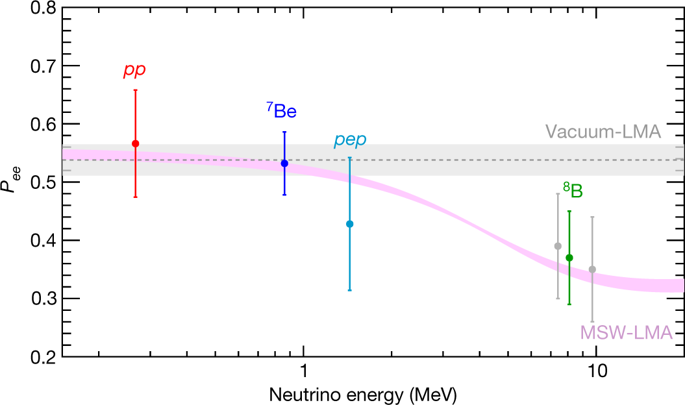 0.8
0.7
pp
0.6
⁷Be
pep
Vacuum-LMA
0.5
Pee
⁸B
0.4
0.3
MSW-LMA
0.2
1
10
Neutrino energy (MeV)